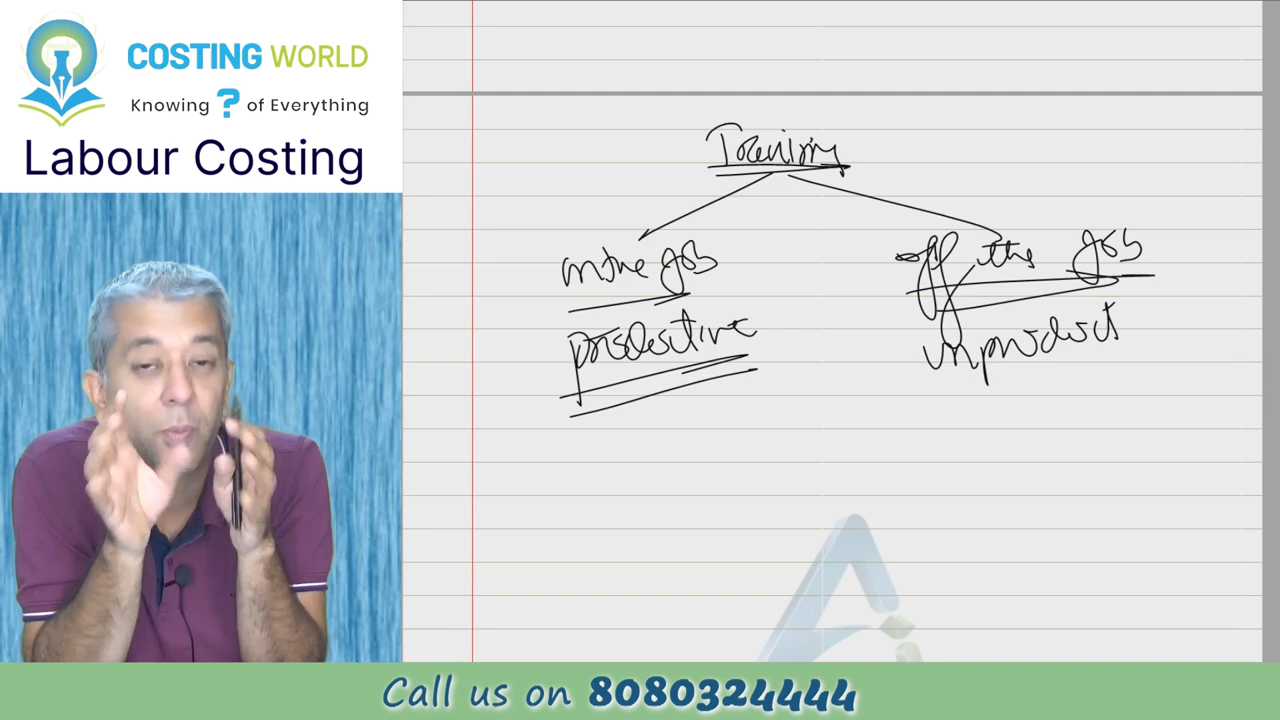 COSTING WORLD
Knowing ? of Everything
Labour Costing
Training
on the job
off the job
productive
unproduct
Call us on 8080324444